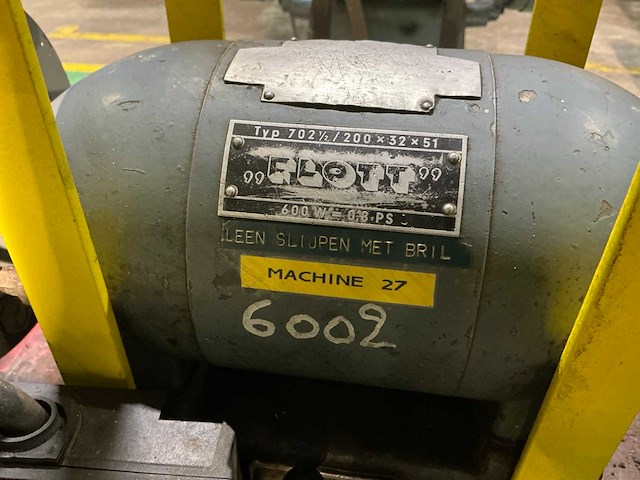 Typ 702½/200×32×51
99 FLOTT 99
600 W = 0,8 PS
LEEN SLIJPEN MET BRIL
MACHINE 27
6002